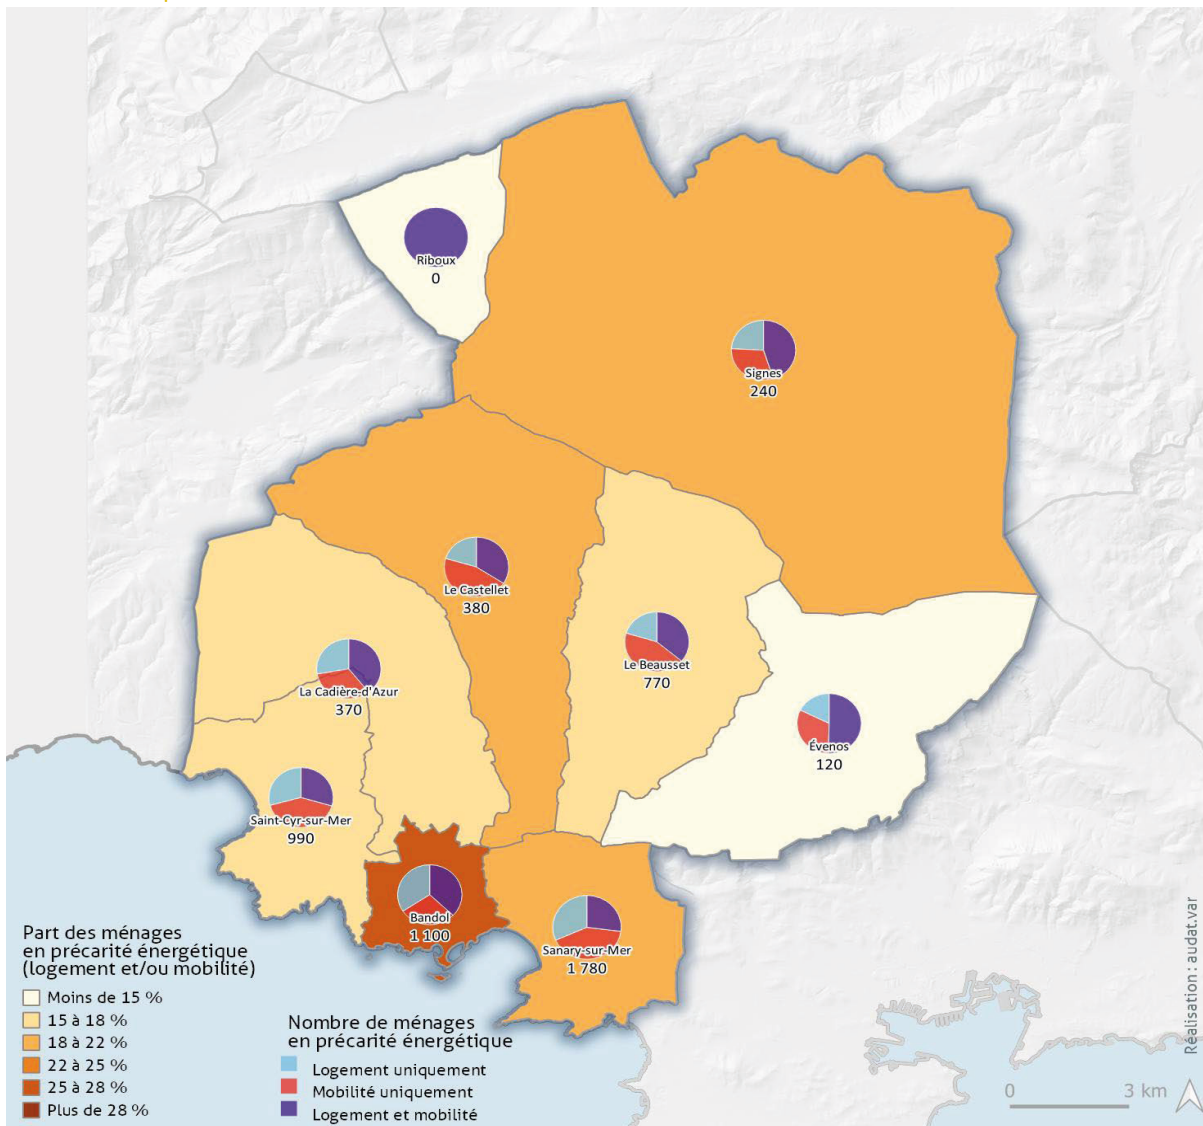 Riboux
0
Signes
240
Le Castellet
380
Le Beausset
770
La Cadière-d'Azur
370
Évenos
120
Saint-Cyr-sur-Mer
990
Bandol
1 100
Sanary-sur-Mer
1 780
Part des ménages
en précarité énergétique
(logement et/ou mobilité)
Moins de 15 %
15 à 18 %
18 à 22 %
22 à 25 %
25 à 28 %
Plus de 28 %
Nombre de ménages
en précarité énergétique
Logement uniquement
Mobilité uniquement
Logement et mobilité
0 3 km
Réalisation : audat.var